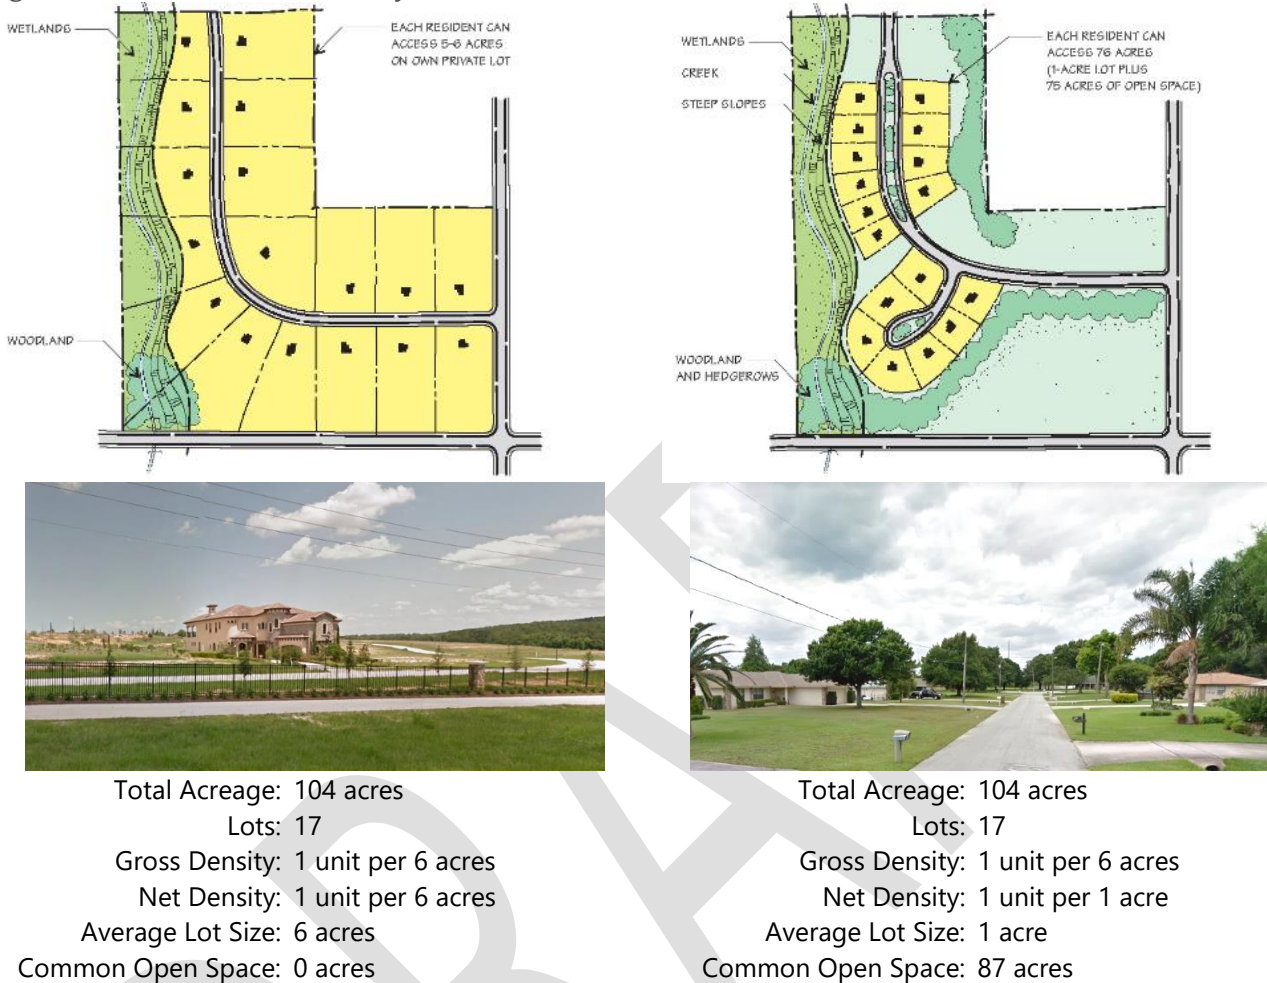 WETLANDS
EACH RESIDENT CAN
ACCESS 5-6 ACRES
ON OWN PRIVATE LOT
WOODLAND
WETLANDS
CREEK
STEEP SLOPES
EACH RESIDENT CAN
ACCESS 76 ACRES
(1-ACRE LOT PLUS
75 ACRES OF OPEN SPACE)
WOODLAND
AND HEDGEROWS
Total Acreage: 104 acres
Lots: 17
Gross Density: 1 unit per 6 acres
Net Density: 1 unit per 6 acres
Average Lot Size: 6 acres
Common Open Space: 0 acres
Total Acreage: 104 acres
Lots: 17
Gross Density: 1 unit per 6 acres
Net Density: 1 unit per 1 acre
Average Lot Size: 1 acre
Common Open Space: 87 acres